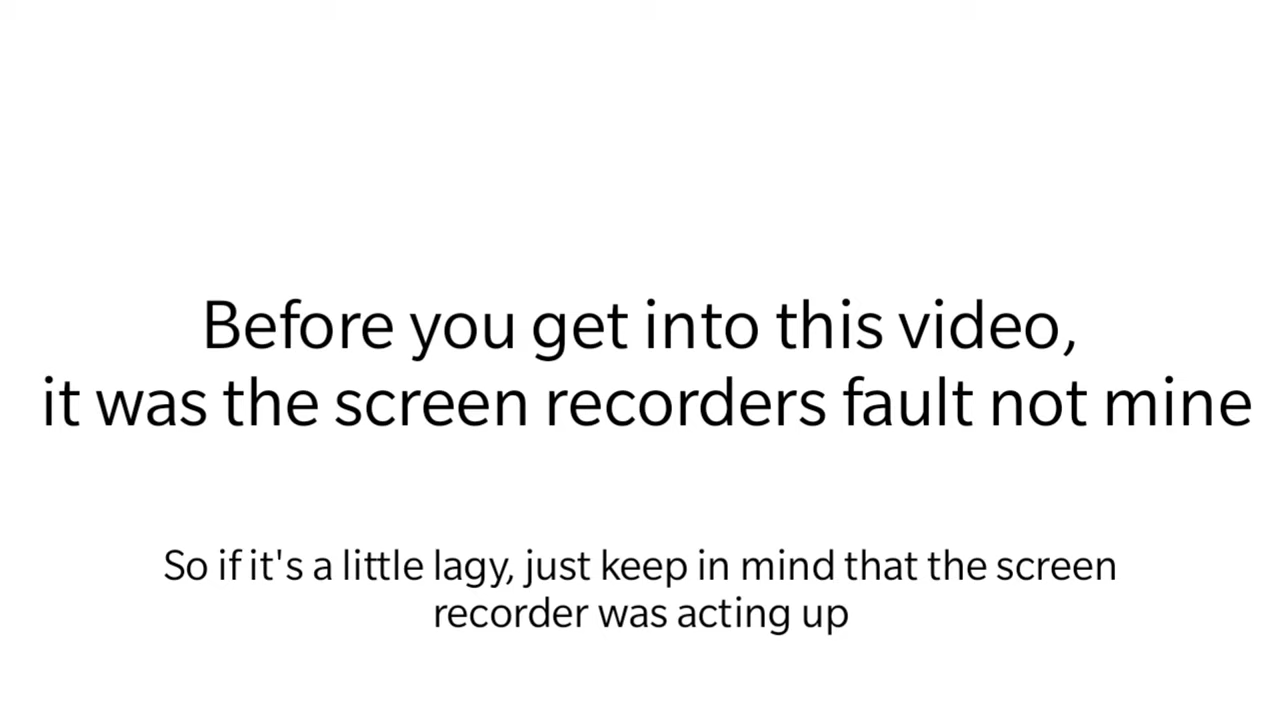 Before you get into this video,
it was the screen recorders fault not mine
So if it's a little lagy, just keep in mind that the screen
recorder was acting up